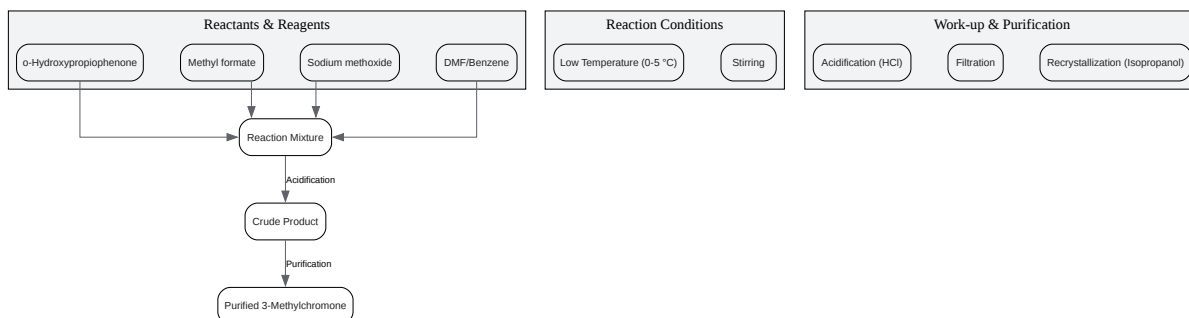 Reactants & Reagents
Reaction Conditions
Work-up & Purification
o-Hydroxypropiophenone
Methyl formate
Sodium methoxide
DMF/Benzene
Low Temperature (0-5 °C)
Stirring
Acidification (HCl)
Filtration
Recrystallization (Isopropanol)
Reaction Mixture
Acidification
Crude Product
Purification
Purified 3-Methylchromone